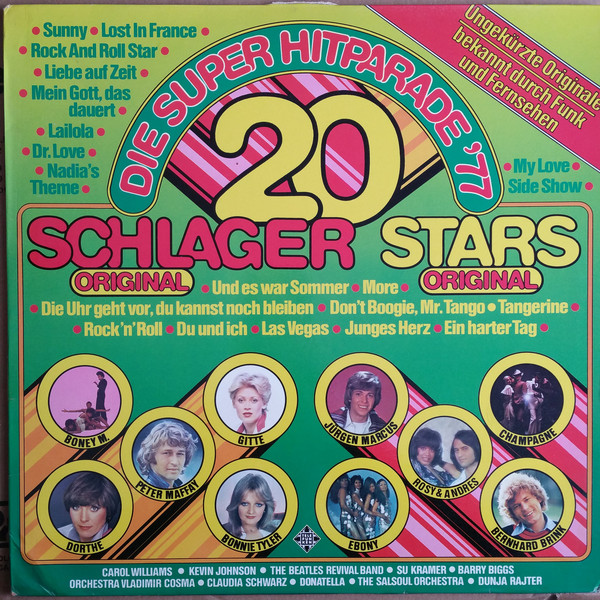 • Sunny • Lost In France •
• Rock And Roll Star •
• Liebe auf Zeit •
• Mein Gott, das
dauert •
• Lailola •
• Dr. Love •
• Nadia's
Theme •
DIE SUPER HITPARADE '77
Ungekürzte Originale
bekannt durch Funk
und Fernsehen
• My Love •
Side Show •
20
SCHLAGER STARS
ORIGINAL ORIGINAL
• Und es war Sommer • More •
• Die Uhr geht vor, du kannst noch bleiben • Don't Boogie, Mr. Tango • Tangerine •
• Rock'n'Roll • Du und ich • Las Vegas • Junges Herz • Ein harter Tag •
BONEY M.
GITTE
JÜRGEN MARCUS
CHAMPAGNE
PETER MAFFAY
ROSY & ANDRES
DORTHE
BONNIE TYLER
EBONY
BERNHARD BRINK
TELDEC
CAROL WILLIAMS • KEVIN JOHNSON • THE BEATLES REVIVAL BAND • SU KRAMER • BARRY BIGGS
ORCHESTRA VLADIMIR COSMA • CLAUDIA SCHWARZ • DONATELLA • THE SALSOUL ORCHESTRA • DUNJA RAJTER